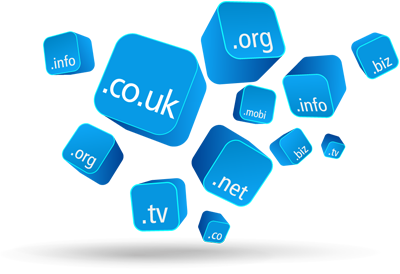 .info
.co.uk
.org
.biz
.mobi
.info
.org
.biz
.tv
.net
.tv
.co